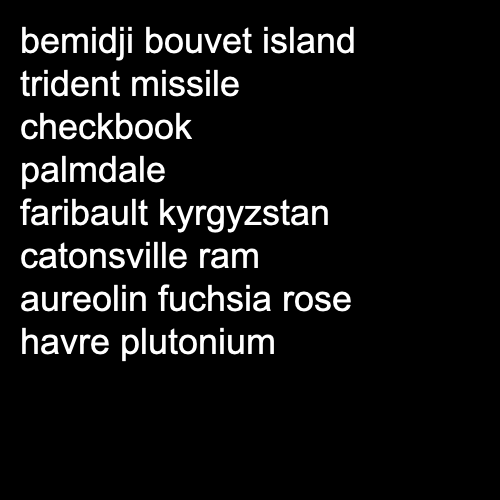 bemidji bouvet island
trident missile
checkbook
palmdale
faribault kyrgyzstan
catonsville ram
aureolin fuchsia rose
havre plutonium